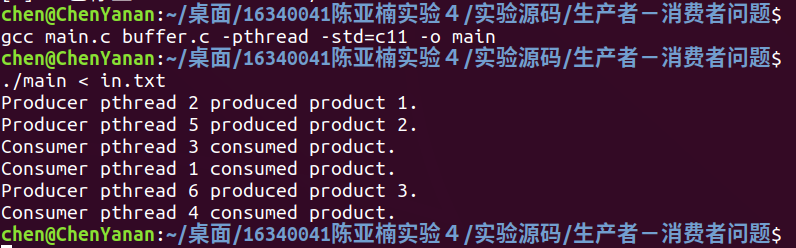 chen@ChenYanan:~/桌面/16340041陈亚楠实验４/实验源码/生产者－消费者问题$
gcc main.c buffer.c -pthread -std=c11 -o main
chen@ChenYanan:~/桌面/16340041陈亚楠实验４/实验源码/生产者－消费者问题$
./main < in.txt
Producer pthread 2 produced product 1.
Producer pthread 5 produced product 2.
Consumer pthread 3 consumed product.
Consumer pthread 1 consumed product.
Producer pthread 6 produced product 3.
Consumer pthread 4 consumed product.
chen@ChenYanan:~/桌面/16340041陈亚楠实验４/实验源码/生产者－消费者问题$